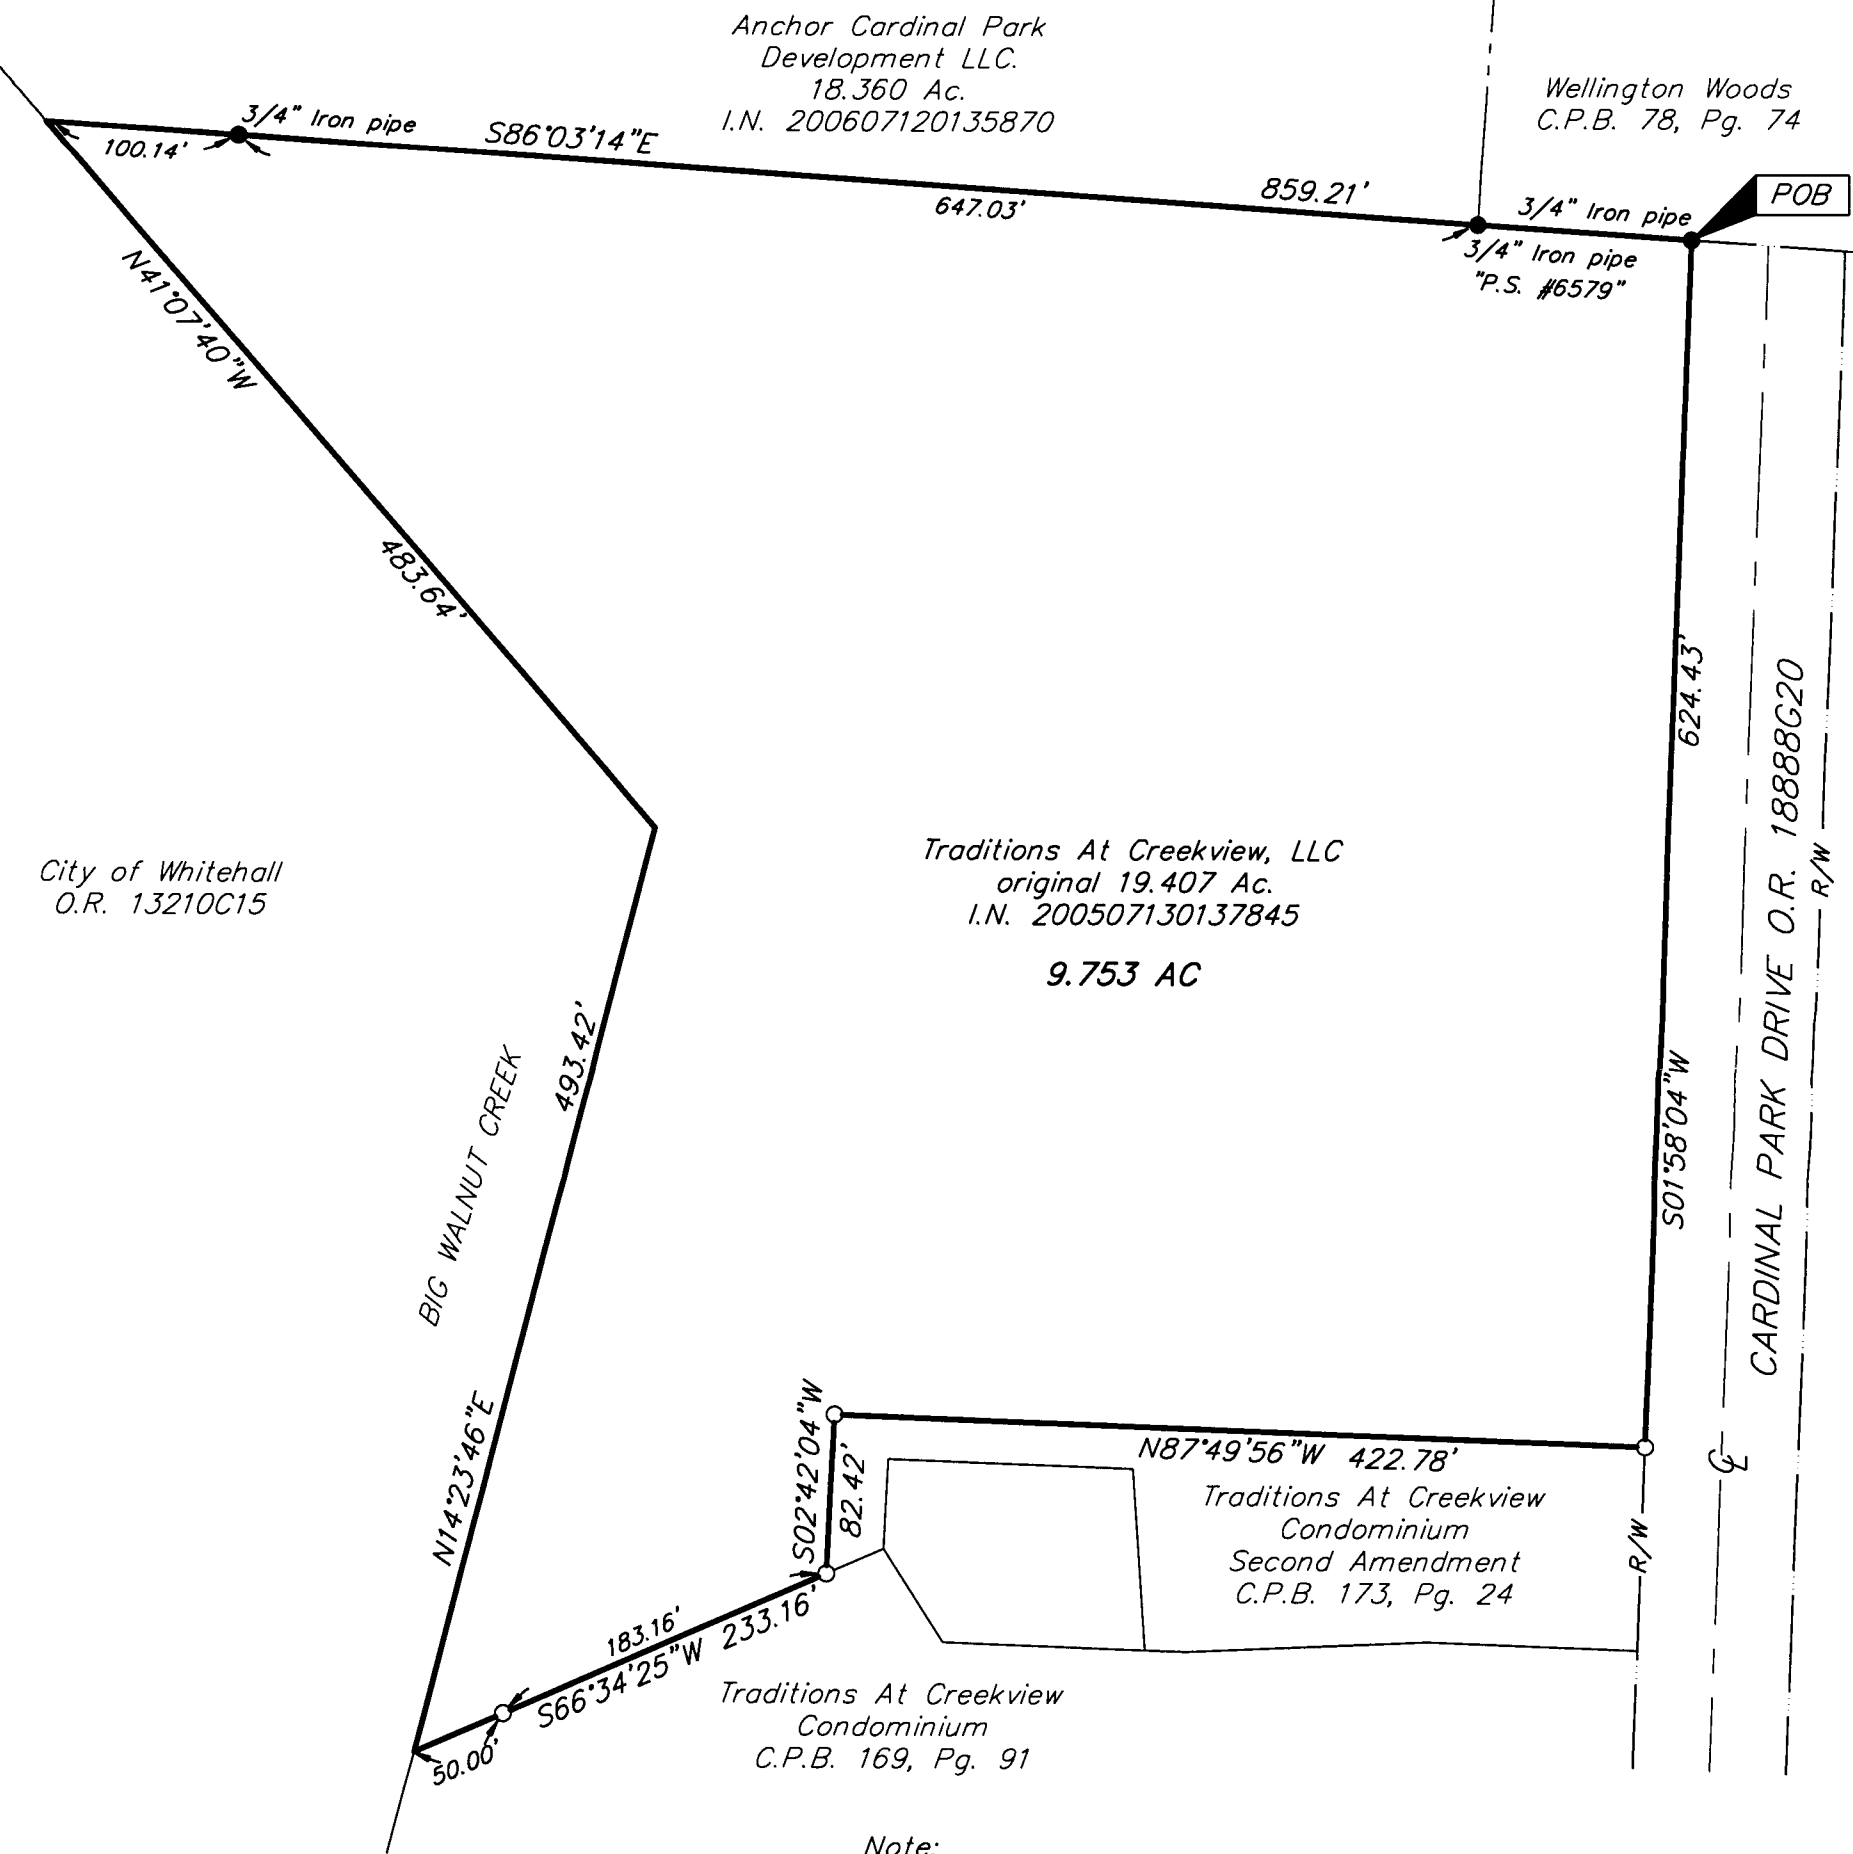 Anchor Cardinal Park
Development LLC.
18.360 Ac.
I.N. 200607120135870
Wellington Woods
C.P.B. 78, Pg. 74
3/4" Iron pipe
100.14'
S86°03'14"E
859.21'
647.03'
3/4" Iron pipe
POB
3/4" Iron pipe
"P.S. #6579"
N41°07'40"W
483.64'
624.43'
S01°58'04"W
CARDINAL PARK DRIVE O.R. 18888G20
R/W
City of Whitehall
O.R. 13210C15
Traditions At Creekview, LLC
original 19.407 Ac.
I.N. 200507130137845
9.753 AC
493.42'
BIG WALNUT CREEK
N14°23'46"E
S02°42'04"W
82.42'
N87°49'56"W 422.78'
CL
Traditions At Creekview
Condominium
Second Amendment
C.P.B. 173, Pg. 24
R/W
183.16'
S66°34'25"W 233.16'
50.00'
Traditions At Creekview
Condominium
C.P.B. 169, Pg. 91
Note: